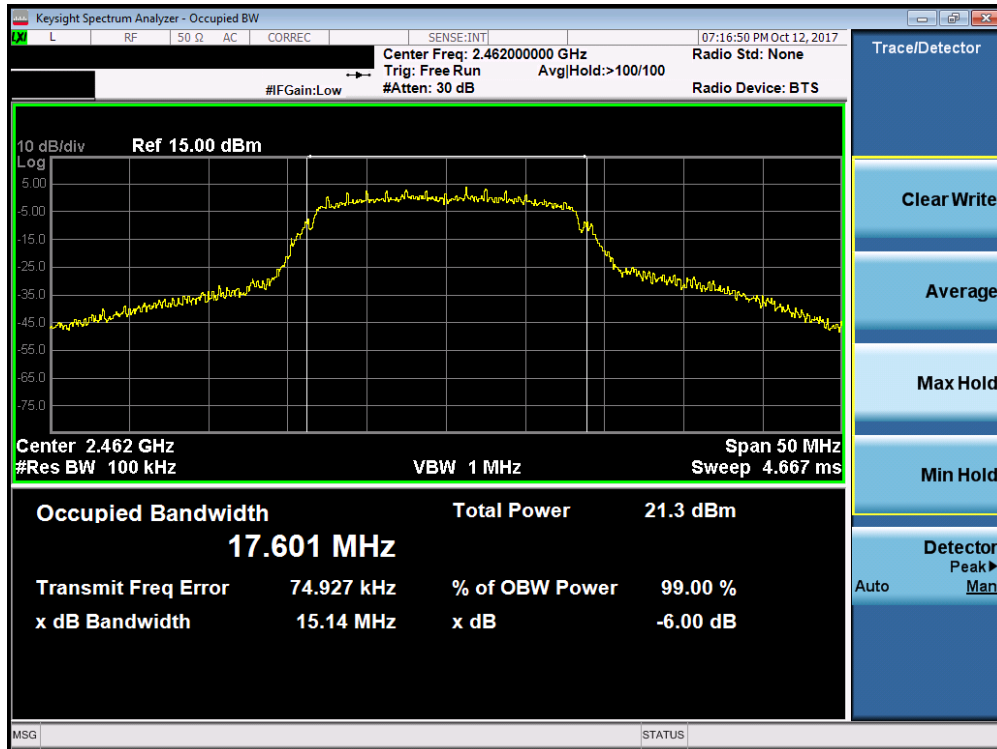 Keysight Spectrum Analyzer - Occupied BW
LXI L RF 50 Ω AC CORREC SENSE:INT 07:16:50 PM Oct 12, 2017
Center Freq: 2.462000000 GHz Radio Std: None
Trig: Free Run Avg|Hold:>100/100
#IFGain:Low #Atten: 30 dB Radio Device: BTS
10 dB/div Ref 15.00 dBm
Log
5.00
-5.00
-15.0
-25.0
-35.0
-45.0
-55.0
-65.0
-75.0
Center 2.462 GHz Span 50 MHz
#Res BW 100 kHz VBW 1 MHz Sweep 4.667 ms
Occupied Bandwidth Total Power 21.3 dBm
17.601 MHz
Transmit Freq Error 74.927 kHz % of OBW Power 99.00 %
x dB Bandwidth 15.14 MHz x dB -6.00 dB
Trace/Detector
Clear Write
Average
Max Hold
Min Hold
Detector
Peak▶
Auto Man
MSG STATUS